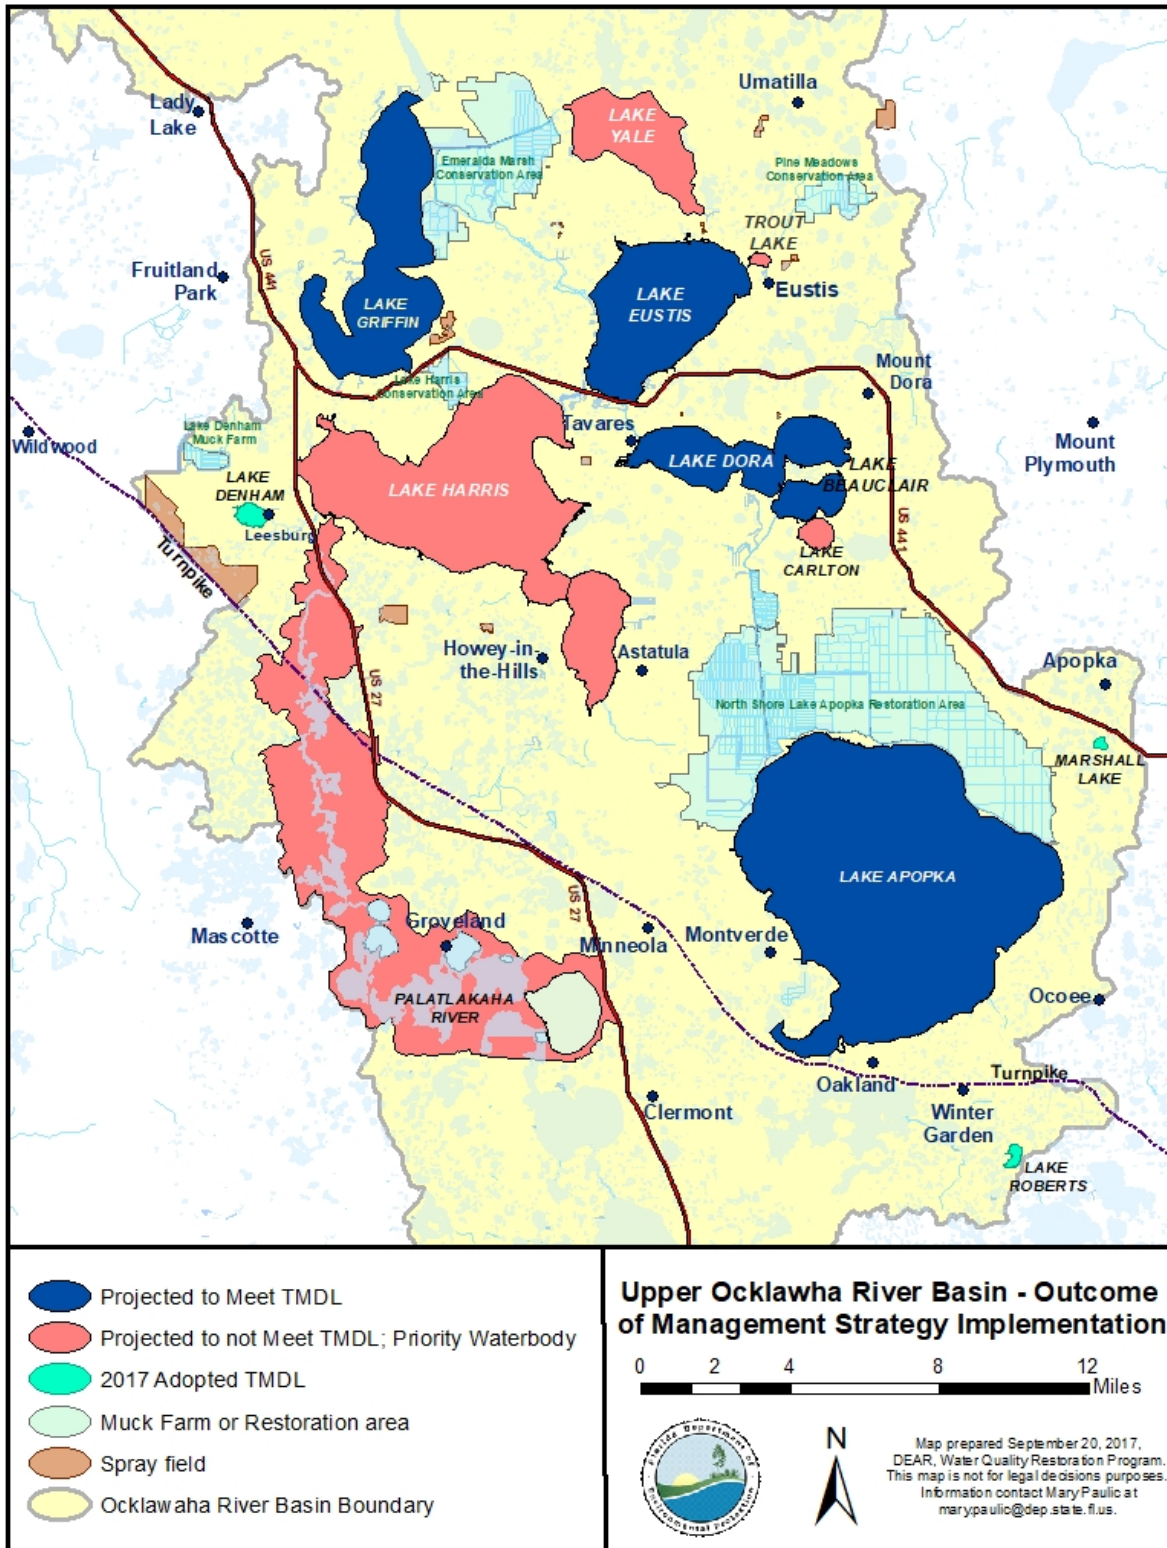 Umatilla
Lady
Lake
LAKE
YALE
Emeralda Marsh
Conservation Area
Pine Meadows
Conservation Area
TROUT
LAKE
Fruitland
Park
US 441
Eustis
LAKE
EUSTIS
LAKE
GRIFFIN
Mount
Dora
Lake Harris
Conservation Area
Tavares
Lake Denham
Muck Farm
Wildwood
Mount
Plymouth
LAKE DORA
LAKE
BEAUCLAIR
LAKE
DENHAM
LAKE HARRIS
Leesburg
US 441
Turnpike
LAKE
CARLTON
Howey-in-
the-Hills
Astatula
Apopka
US 27
North Shore Lake Apopka Restoration Area
MARSHALL
LAKE
LAKE APOPKA
US 27
Groveland
Mascotte
Minneola
Montverde
PALATLAKAHA
RIVER
Ocoee
Oakland
Turnpike
Clermont
Winter
Garden
LAKE
ROBERTS
Projected to Meet TMDL
Projected to not Meet TMDL; Priority Waterbody
2017 Adopted TMDL
Muck Farm or Restoration area
Spray field
Ocklawaha River Basin Boundary
Upper Ocklawha River Basin - Outcome
of Management Strategy Implementation
0 2 4 8 12
Miles
Florida Department of
Environmental Protection
N
Map prepared September 20, 2017,
DEAR, Water Quality Restoration Program.
This map is not for legal decisions purposes.
Information contact Mary Paulic at
mary.paulic@dep.state.fl.us.